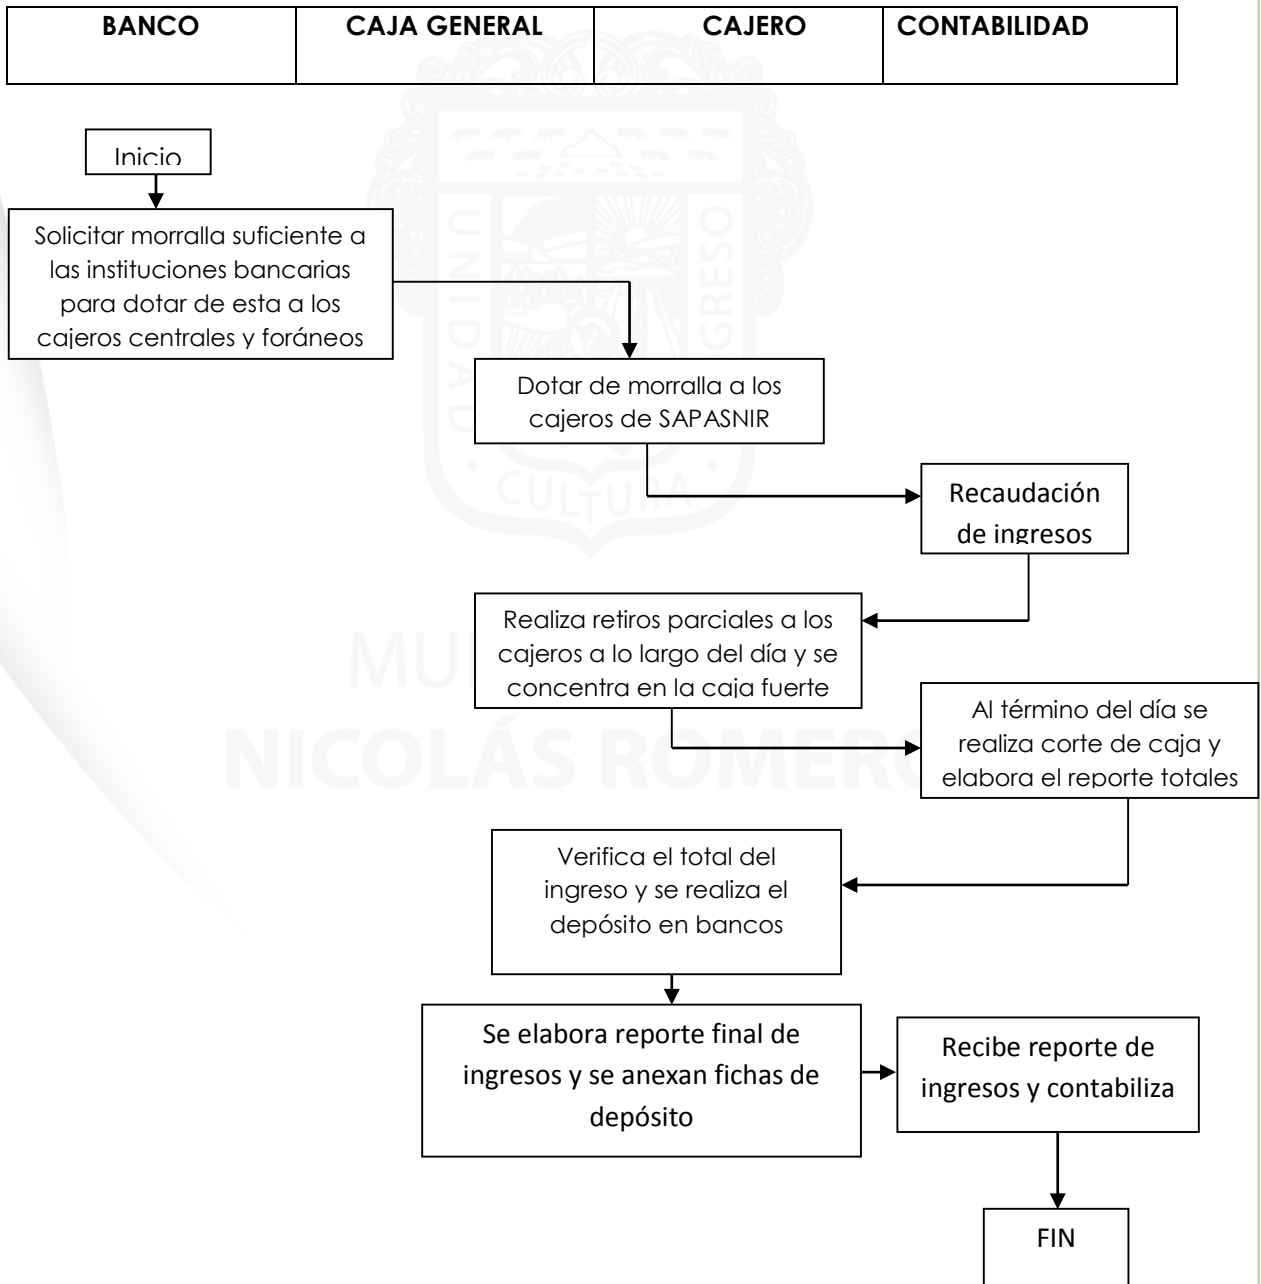 BANCO CAJA GENERAL CAJERO CONTABILIDAD
Inicio
Solicitar morralla suficiente a
las instituciones bancarias
para dotar de esta a los
cajeros centrales y foráneos
Dotar de morralla a los
cajeros de SAPASNIR
Recaudación
de ingresos
Realiza retiros parciales a los
cajeros a lo largo del día y se
concentra en la caja fuerte
Al término del día se
realiza corte de caja y
elabora el reporte totales
Verifica el total del
ingreso y se realiza el
depósito en bancos
Se elabora reporte final de
ingresos y se anexan fichas de
depósito
Recibe reporte de
ingresos y contabiliza
FIN
UNIDAD
CULTURA
NICOLÁS ROMERO